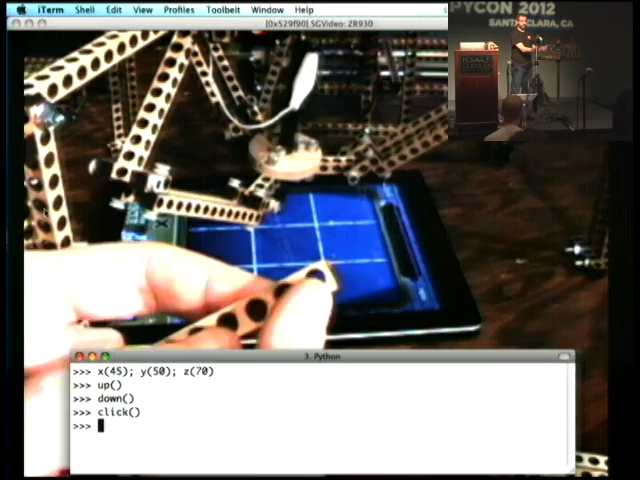 iTerm Shell Edit View Profiles Toolbelt Window Help
[0x529f90] SGVideo: ZR930
PYCON 2012
SANTA CLARA, CA
3. Python
>>> x(45); y(50); z(70)
>>> up()
>>> down()
>>> click()
>>>